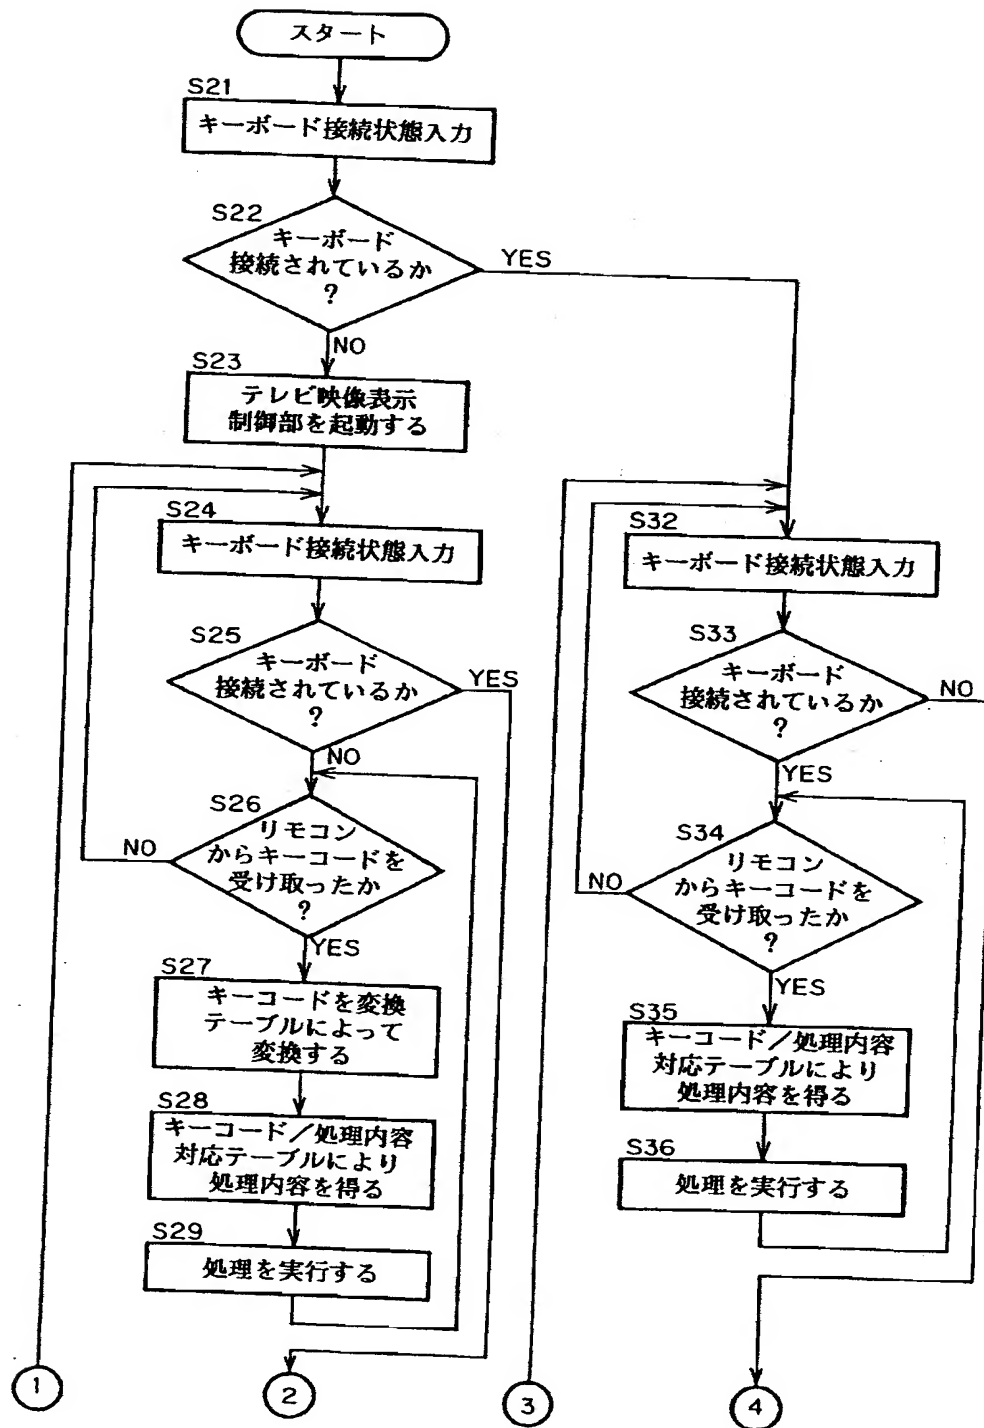 スタート
S21
キーボード接続状態入力
S22
キーボード
接続されているか
?
YES
NO
S23
テレビ映像表示
制御部を起動する
S24
キーボード接続状態入力
S25
キーボード
接続されているか
?
YES
NO
S26
リモコン
からキーコードを
受け取ったか
?
NO
YES
S27
キーコードを変換
テーブルによって
変換する
S28
キーコード/処理内容
対応テーブルにより
処理内容を得る
S29
処理を実行する
1
2
S32
キーボード接続状態入力
S33
キーボード
接続されているか
?
NO
YES
S34
リモコン
からキーコードを
受け取ったか
?
NO
YES
S35
キーコード/処理内容
対応テーブルにより
処理内容を得る
S36
処理を実行する
3
4